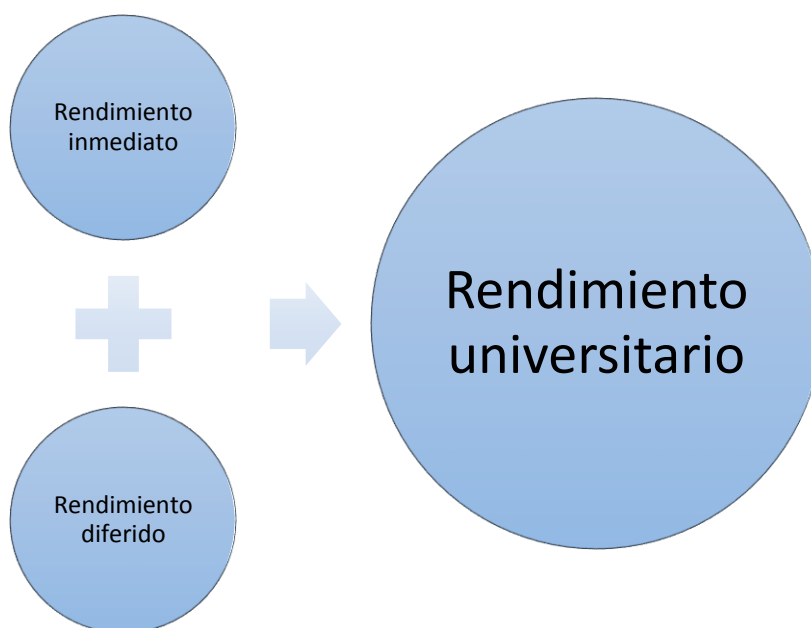 Rendimiento
inmediato
Rendimiento
universitario
Rendimiento
diferido